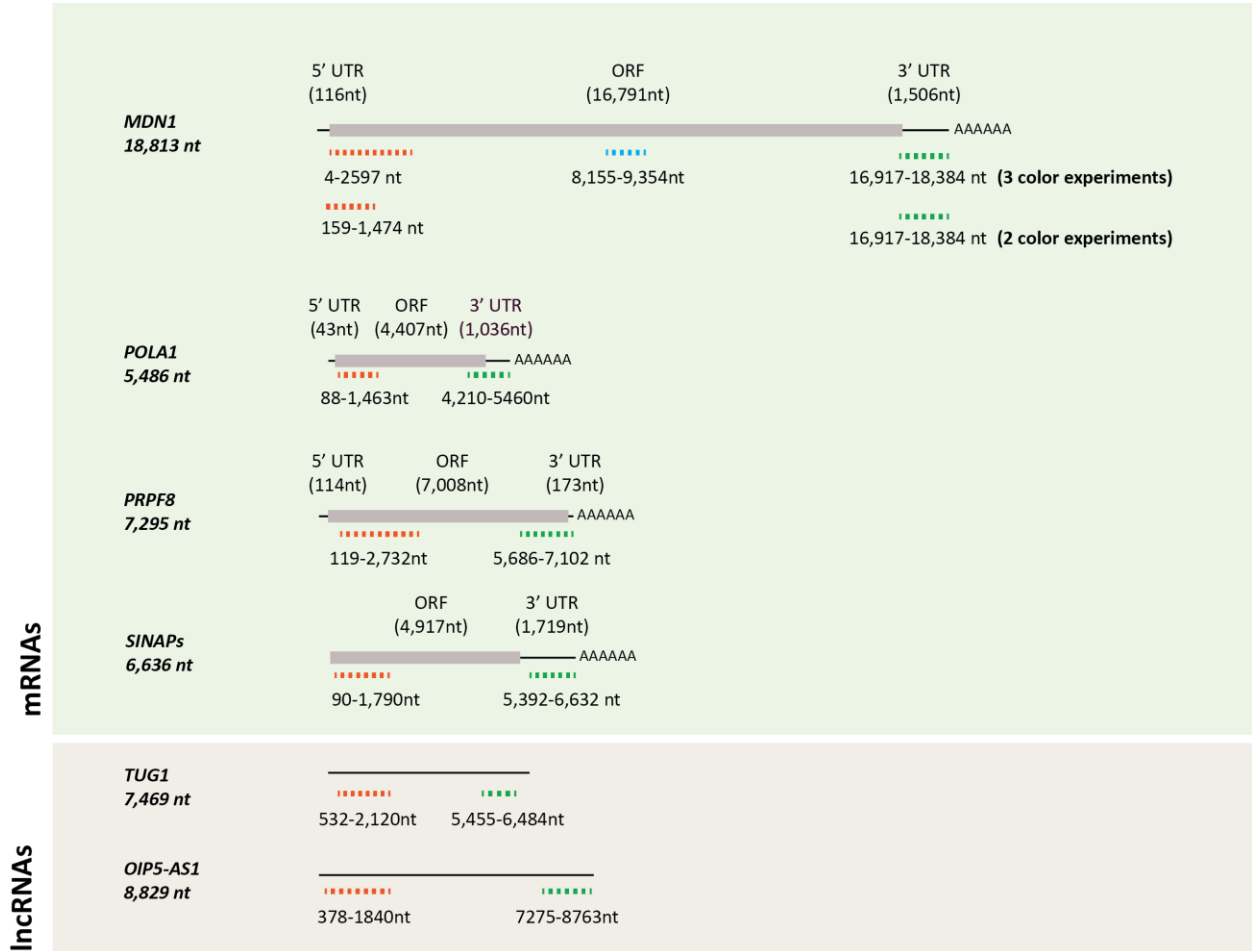 mRNAs
5’ UTR ORF 3’ UTR
(116nt) (16,791nt) (1,506nt)
MDN1
18,813 nt
AAAAAA
4-2597 nt 8,155-9,354nt 16,917-18,384 nt (3 color experiments)
159-1,474 nt
16,917-18,384 nt (2 color experiments)
5’ UTR ORF 3’ UTR
(43nt) (4,407nt) (1,036nt)
POLA1
5,486 nt
AAAAAA
88-1,463nt 4,210-5460nt
5’ UTR ORF 3’ UTR
(114nt) (7,008nt) (173nt)
PRPF8
7,295 nt
AAAAAA
119-2,732nt 5,686-7,102 nt
ORF 3’ UTR
(4,917nt) (1,719nt)
SINAPs
6,636 nt
AAAAAA
90-1,790nt 5,392-6,632 nt
lncRNAs
TUG1
7,469 nt
532-2,120nt 5,455-6,484nt
OIP5-AS1
8,829 nt
378-1840nt 7275-8763nt